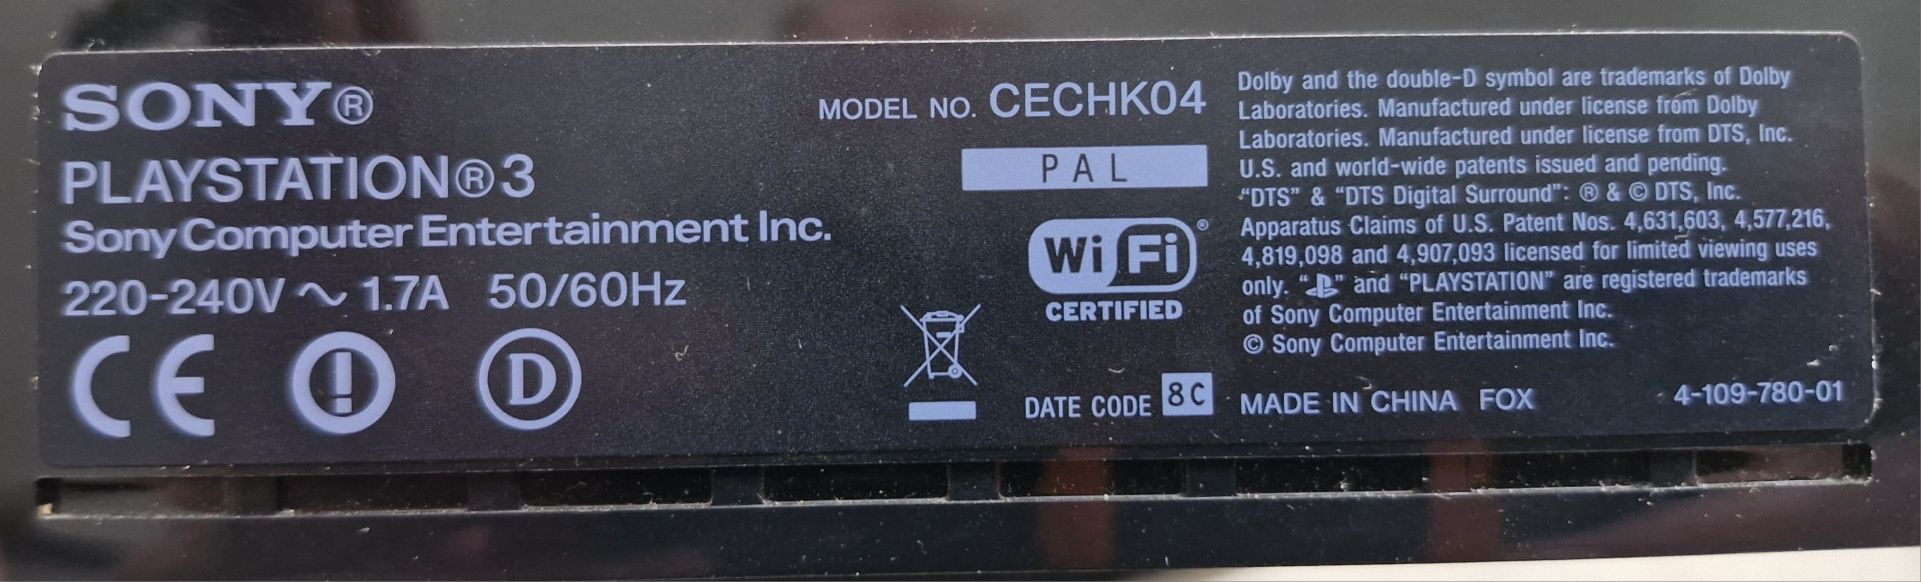 SONY®
PLAYSTATION®3
Sony Computer Entertainment Inc.
220-240V ～ 1.7A 50/60Hz
CE
D
MODEL NO. CECHK04
PAL
Wi Fi ®
CERTIFIED
DATE CODE 8C
Dolby and the double-D symbol are trademarks of Dolby
Laboratories. Manufactured under license from Dolby
Laboratories. Manufactured under license from DTS, Inc.
U.S. and world-wide patents issued and pending.
“DTS” & “DTS Digital Surround”: ® & © DTS, Inc.
Apparatus Claims of U.S. Patent Nos. 4,631,603, 4,577,216,
4,819,098 and 4,907,093 licensed for limited viewing uses
only. “PS” and “PLAYSTATION” are registered trademarks
of Sony Computer Entertainment Inc.
© Sony Computer Entertainment Inc.
MADE IN CHINA FOX 4-109-780-01